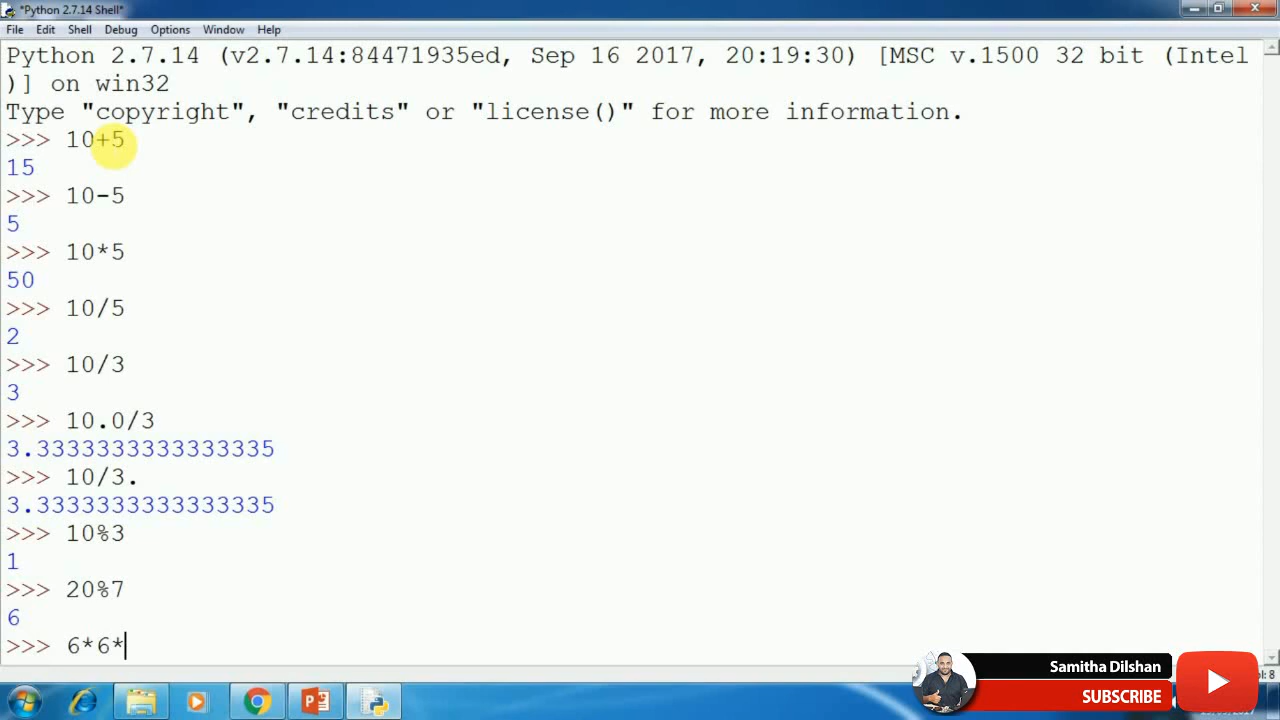 *Python 2.7.14 Shell*
File Edit Shell Debug Options Window Help
Python 2.7.14 (v2.7.14:84471935ed, Sep 16 2017, 20:19:30) [MSC v.1500 32 bit (Intel
)] on win32
Type "copyright", "credits" or "license()" for more information.
>>> 10+5
15
>>> 10-5
5
>>> 10*5
50
>>> 10/5
2
>>> 10/3
3
>>> 10.0/3
3.3333333333333335
>>> 10/3.
3.3333333333333335
>>> 10%3
1
>>> 20%7
6
>>> 6*6*
Samitha Dilshan
SUBSCRIBE